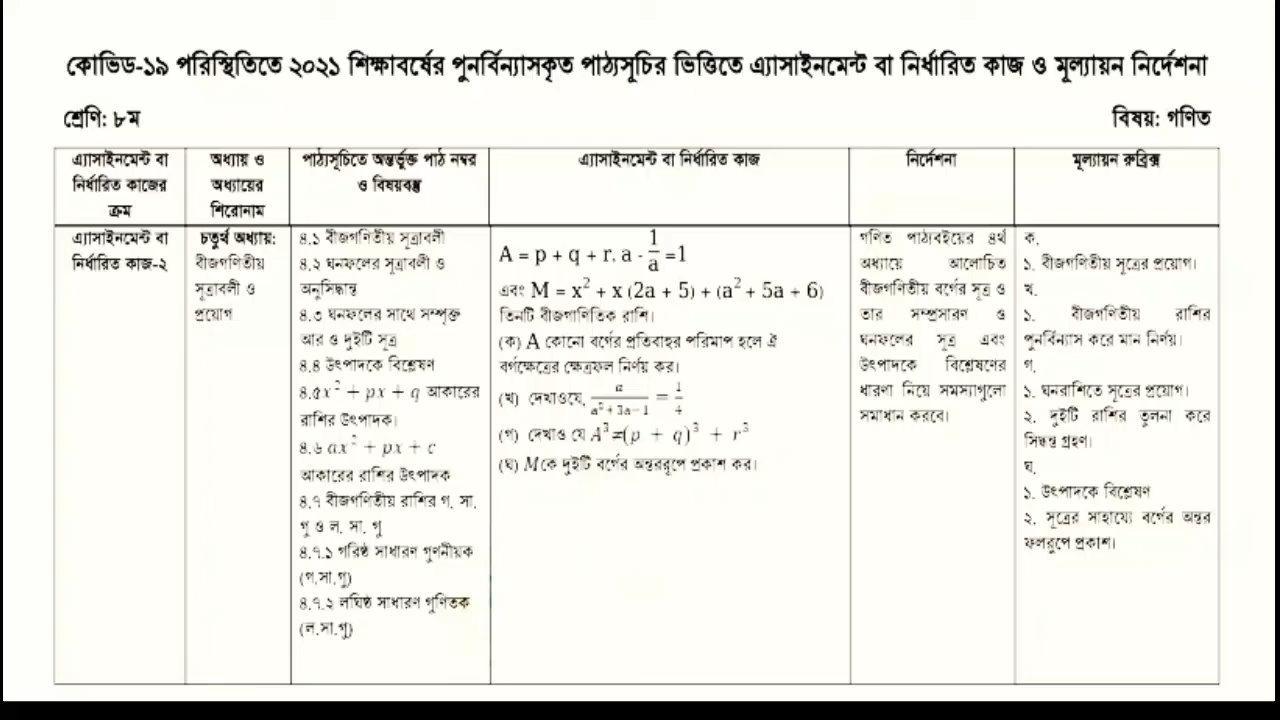 কোভিড-১৯ পরিস্থিতিতে ২০২১ শিক্ষাবর্ষের পুনর্বিন্যাসকৃত পাঠ্যসূচির ভিত্তিতে এ্যাসাইনমেন্ট বা নির্ধারিত কাজ ও মূল্যায়ন নির্দেশনা
শ্রেণি: ৮ম
বিষয়: গণিত
এ্যাসাইনমেন্ট বা
নির্ধারিত কাজের
ক্রম
অধ্যায় ও
অধ্যায়ের
শিরোনাম
পাঠ্যসূচিতে অন্তর্ভুক্ত পাঠ নম্বর
ও বিষয়বস্তু
এ্যাসাইনমেন্ট বা নির্ধারিত কাজ
নির্দেশনা
মূল্যায়ন রুব্রিক্স
এ্যাসাইনমেন্ট বা
নির্ধারিত কাজ-২
চতুর্থ অধ্যায়:
বীজগণিতীয়
সূত্রাবলী ও
প্রয়োগ
৪.১ বীজগণিতীয় সূত্রাবলী
৪.২ ঘনফলের সূত্রাবলী ও
অনুসিদ্ধান্ত
৪.৩ ঘনফলের সাথে সম্পৃক্ত
আর ও দুইটি সূত্র
৪.৪ উৎপাদকে বিশ্লেষণ
৪.৫x² + px + q আকারের
রাশির উৎপাদক।
৪.৬ ax² + px + c
আকারের রাশির উৎপাদক
৪.৭ বীজগণিতীয় রাশির গ. সা.
গু ও ল. সা. গু
৪.৭.১ গরিষ্ঠ সাধারণ গুণনীয়ক
(গ.সা.গু)
৪.৭.২ লঘিষ্ঠ সাধারণ গুণিতক
(ল.সা.গু)
A = p + q + r, a - 1/a =1
এবং M = x² + x (2a + 5) + (a² + 5a + 6)
তিনটি বীজগাণিতিক রাশি।
(ক) A কোনো বর্গের প্রতিবাহুর পরিমাপ হলে ঐ
বর্গক্ষেত্রের ক্ষেত্রফল নির্ণয় কর।
(খ) দেখাওযে, a/(a²+3a−1) = 1/4
(গ) দেখাও যে A³=(p + q)³ + r³
(ঘ) Mকে দুইটি বর্গের অন্তররূপে প্রকাশ কর।
গণিত পাঠ্যবইয়ের ৪র্থ
অধ্যায়ে আলোচিত
বীজগণিতীয় বর্গের সূত্র ও
তার সম্প্রসারণ ও
ঘনফলের সূত্র এবং
উৎপাদকে বিশ্লেষণের
ধারণা নিয়ে সমস্যাগুলো
সমাধান করবে।
ক.
১. বীজগণিতীয় সূত্রের প্রয়োগ।
খ.
১. বীজগণিতীয় রাশির
পুনর্বিন্যাস করে মান নির্ণয়।
গ.
১. ঘনরাশিতে সূত্রের প্রয়োগ।
২. দুইটি রাশির তুলনা করে
সিদ্ধন্ত গ্রহণ।
ঘ.
১. উৎপাদকে বিশ্লেষণ
২. সূত্রের সাহায্যে বর্গের অন্তর
ফলরূপে প্রকাশ।